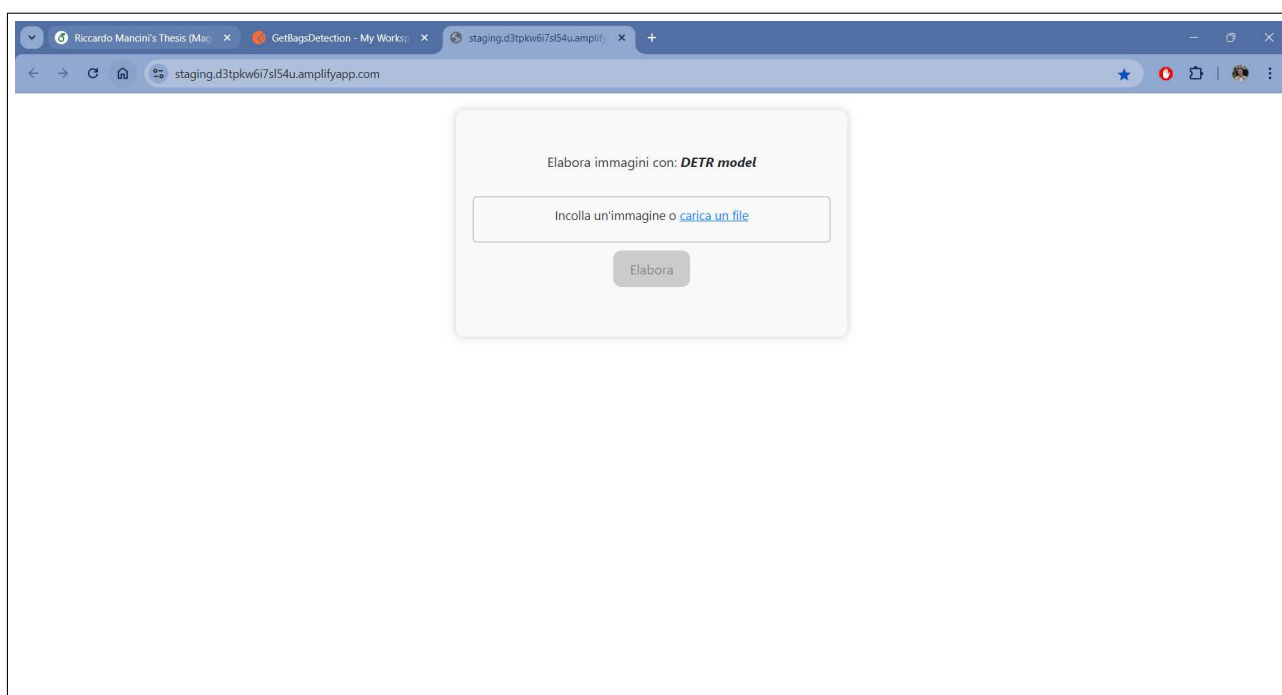 Riccardo Mancini's Thesis (Mag
GetBagsDetection - My Worksp
staging.d3tpkw6i7sl54u.amplify
staging.d3tpkw6i7sl54u.amplifyapp.com
Elabora immagini con: DETR model
Incolla un'immagine o carica un file
Elabora